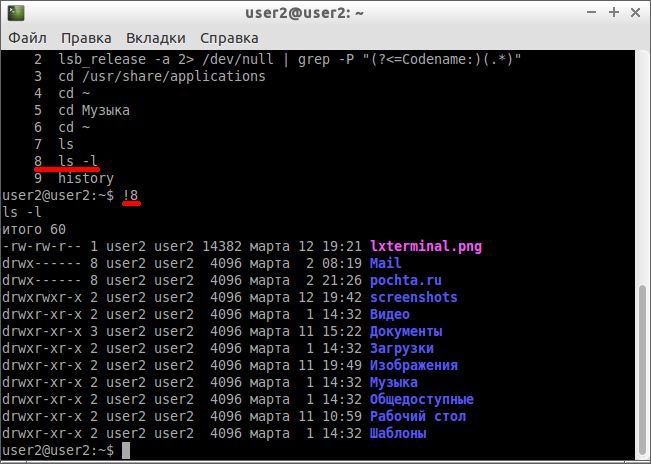 user2@user2: ~
Файл Правка Вкладки Справка
2 lsb_release -a 2> /dev/null | grep -P "(?<=Codename:)(.*)"
3 cd /usr/share/applications
4 cd ~
5 cd Музыка
6 cd ~
7 ls
8 ls -l
9 history
user2@user2:~$ !8
ls -l
итого 60
-rw-rw-r-- 1 user2 user2 14382 марта 12 19:21 lxterminal.png
drwx------ 8 user2 user2 4096 марта 2 08:19 Mail
drwx------ 8 user2 user2 4096 марта 2 21:26 pochta.ru
drwxrwxr-x 2 user2 user2 4096 марта 12 19:42 screenshots
drwxr-xr-x 2 user2 user2 4096 марта 1 14:32 Видео
drwxr-xr-x 3 user2 user2 4096 марта 11 15:22 Документы
drwxr-xr-x 2 user2 user2 4096 марта 1 14:32 Загрузки
drwxr-xr-x 2 user2 user2 4096 марта 11 19:49 Изображения
drwxr-xr-x 2 user2 user2 4096 марта 1 14:32 Музыка
drwxr-xr-x 2 user2 user2 4096 марта 1 14:32 Общедоступные
drwxr-xr-x 2 user2 user2 4096 марта 11 10:59 Рабочий стол
drwxr-xr-x 2 user2 user2 4096 марта 1 14:32 Шаблоны
user2@user2:~$